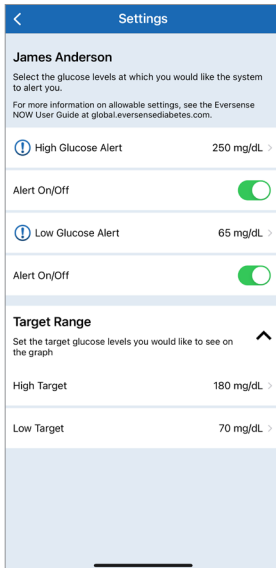 Settings
James Anderson
Select the glucose levels at which you would like the system
to alert you.
For more information on allowable settings, see the Eversense
NOW User Guide at global.eversensediabetes.com.
High Glucose Alert 250 mg/dL
Alert On/Off
Low Glucose Alert 65 mg/dL
Alert On/Off
Target Range
Set the target glucose levels you would like to see on
the graph
High Target 180 mg/dL
Low Target 70 mg/dL